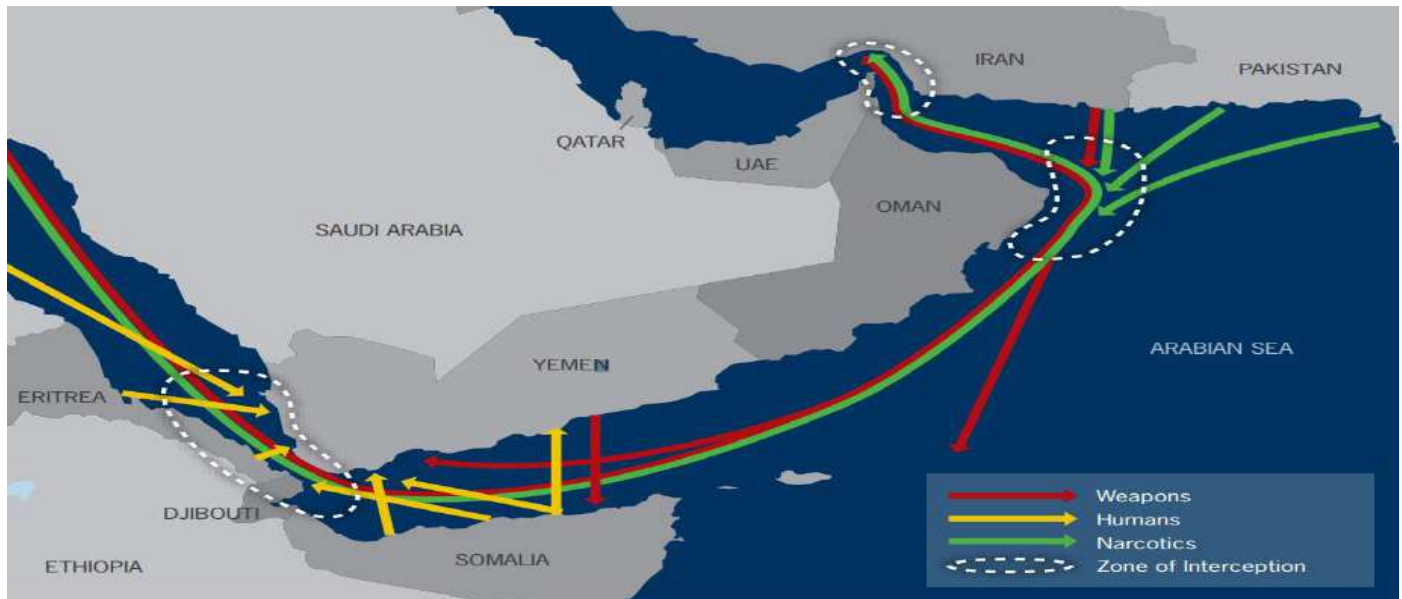 IRAN
PAKISTAN
QATAR
UAE
OMAN
SAUDI ARABIA
ARABIAN SEA
YEMEN
ERITREA
DJIBOUTI
SOMALIA
ETHIOPIA
Weapons
Humans
Narcotics
Zone of Interception